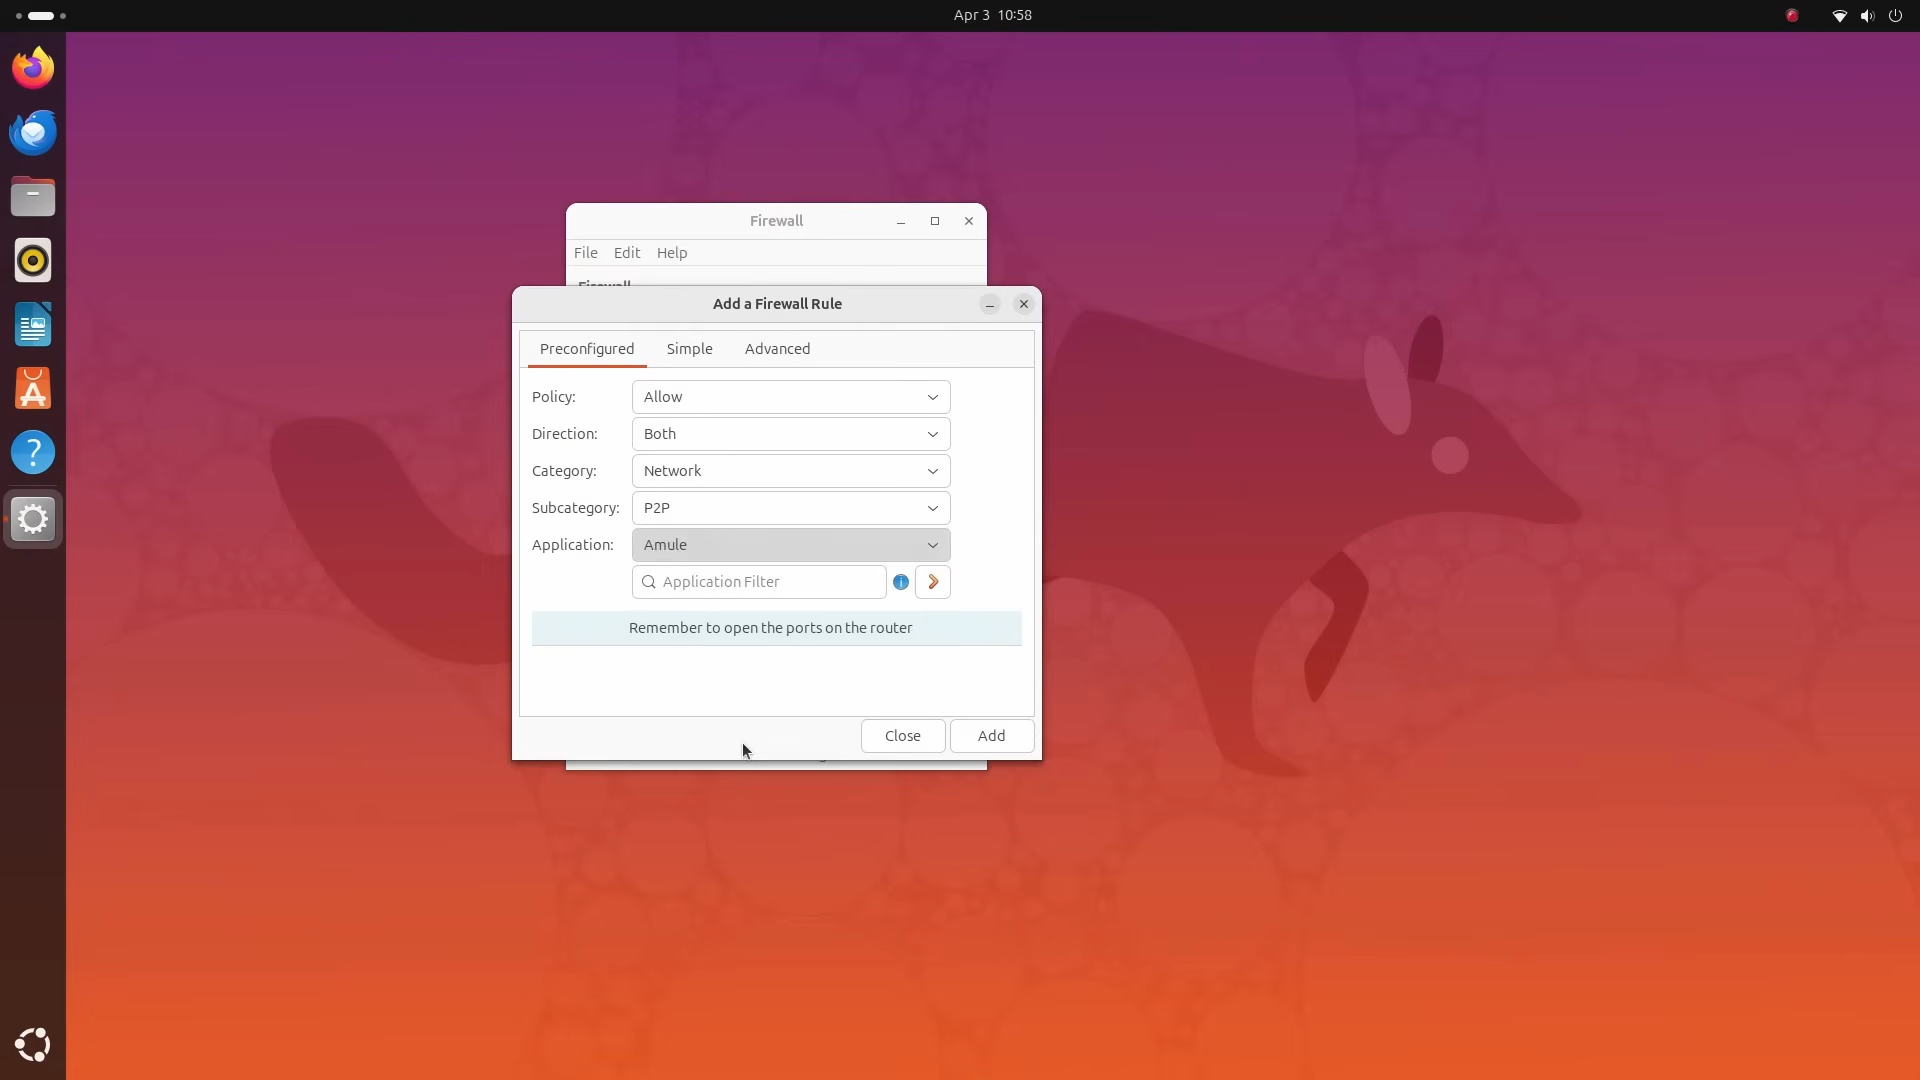 Apr 3 10:58
Firewall
File Edit Help
Add a Firewall Rule
Preconfigured Simple Advanced
Policy: Allow
Direction: Both
Category: Network
Subcategory: P2P
Application: Amule
Application Filter
Remember to open the ports on the router
Close Add